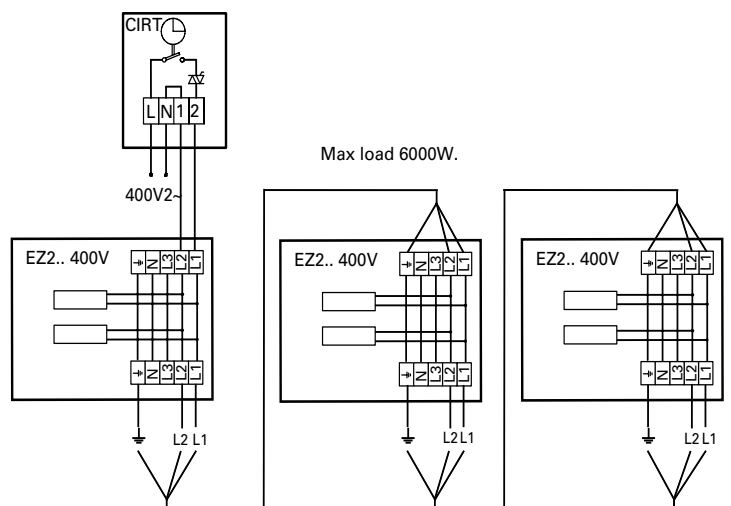 CIRT
L N 1 2
Max load 6000W.
400V2~
EZ2.. 400V
N L3 L2 L1
N L3 L2 L1
L2 L1
EZ2.. 400V
N L3 L2 L1
N L3 L2 L1
L2 L1
EZ2.. 400V
N L3 L2 L1
N L3 L2 L1
L2 L1